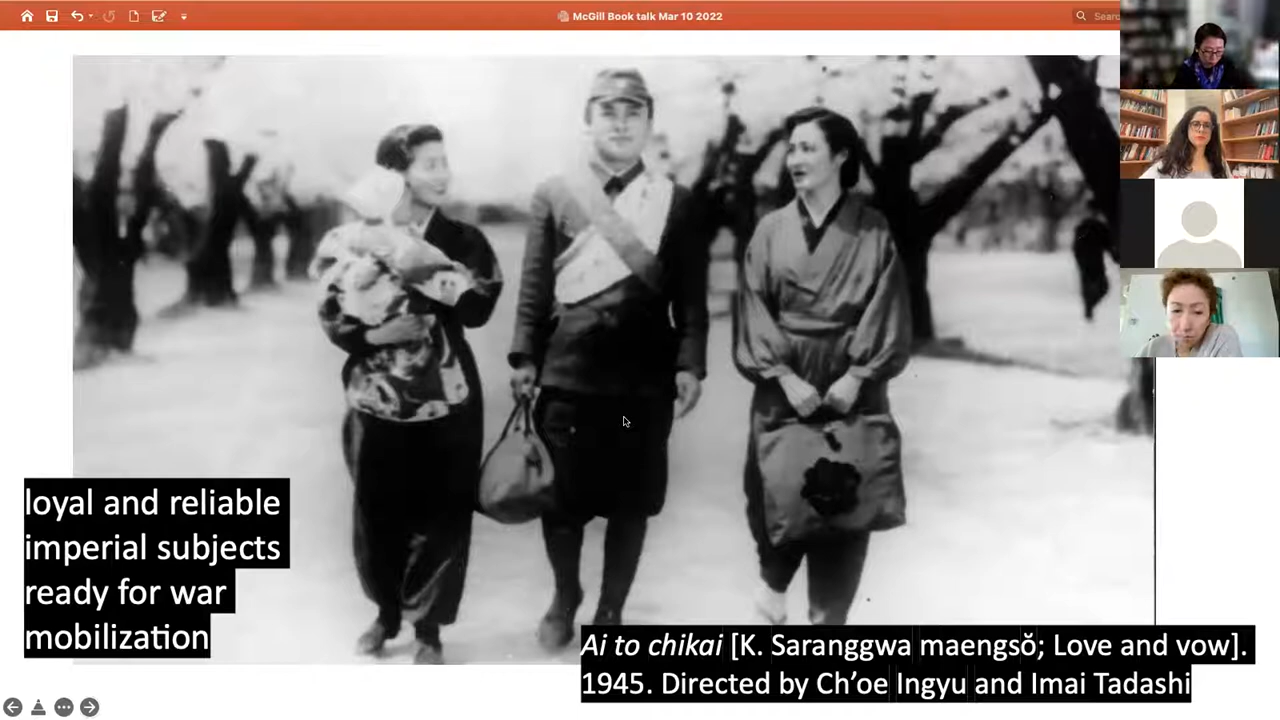 McGill Book talk Mar 10 2022
Searc
loyal and reliable
imperial subjects
ready for war
mobilization
Ai to chikai [K. Saranggwa maengsŏ; Love and vow].
1945. Directed by Ch’oe Ingyu and Imai Tadashi